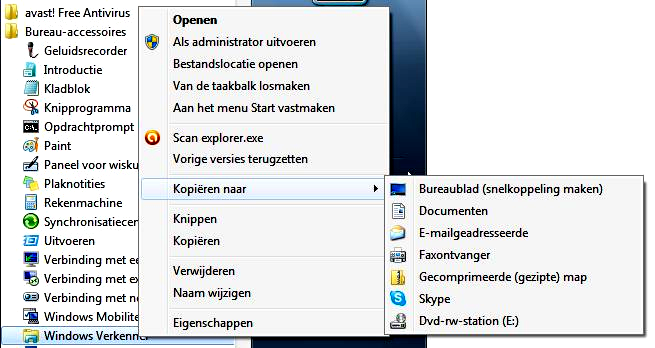 avast! Free Antivirus
Bureau-accessoires
Geluidsrecorder
Introductie
Kladblok
Knipprogramma
Opdrachtprompt
Paint
Paneel voor wisku
Plaknotities
Rekenmachine
Synchronisatiecen
Uitvoeren
Verbinding met ee
Verbinding met ex
Verbinding met ne
Windows Mobilite
Windows Verkenner
Openen
Als administrator uitvoeren
Bestandslocatie openen
Van de taakbalk losmaken
Aan het menu Start vastmaken
Scan explorer.exe
Vorige versies terugzetten
Kopiëren naar
Knippen
Kopiëren
Verwijderen
Naam wijzigen
Eigenschappen
Bureaublad (snelkoppeling maken)
Documenten
E-mailgeadresseerde
Faxontvanger
Gecomprimeerde (gezipte) map
Skype
Dvd-rw-station (E:)